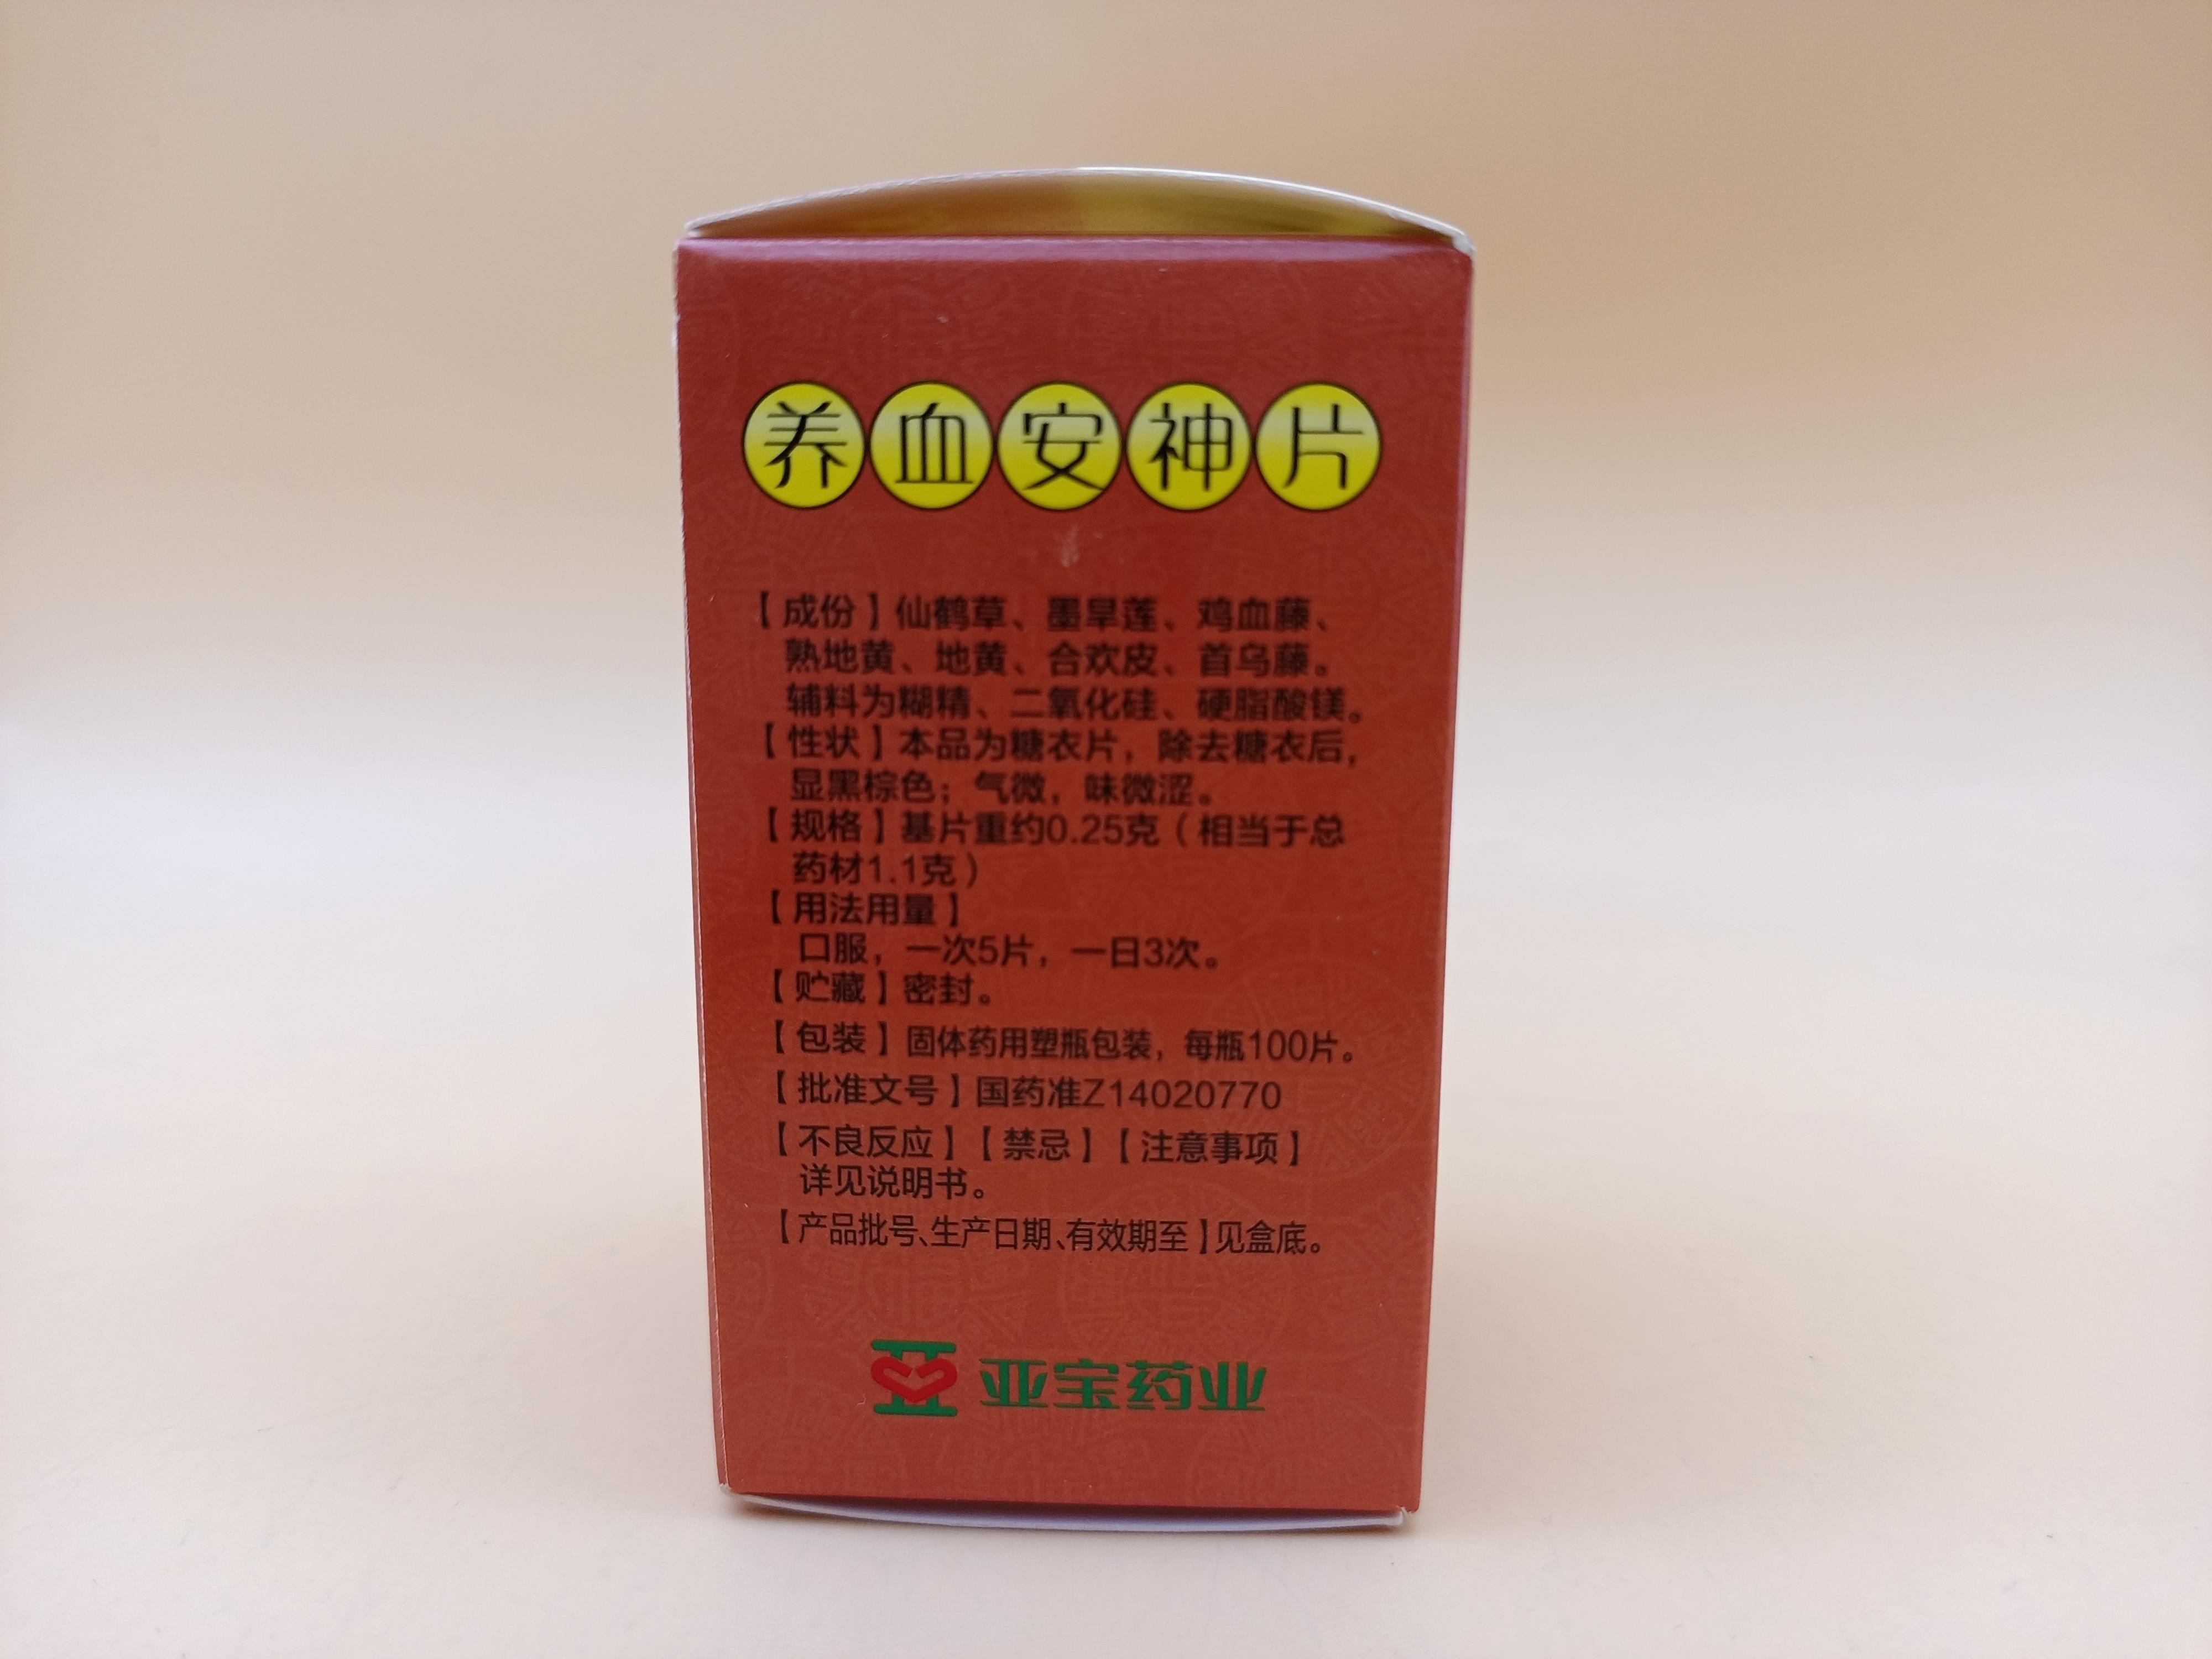 养血安神片
【成份】仙鹤草、墨旱莲、鸡血藤、
熟地黄、地黄、合欢皮、首乌藤。
辅料为糊精、二氧化硅、硬脂酸镁。
【性状】本品为糖衣片，除去糖衣后，
显黑棕色；气微，味微涩。
【规格】基片重约0.25克（相当于总
药材1.1克）
【用法用量】
口服，一次5片，一日3次。
【贮藏】密封。
【包装】固体药用塑瓶包装，每瓶100片。
【批准文号】国药准Z14020770
【不良反应】【禁忌】【注意事项】
详见说明书。
【产品批号、生产日期、有效期至】见盒底。
亚宝药业